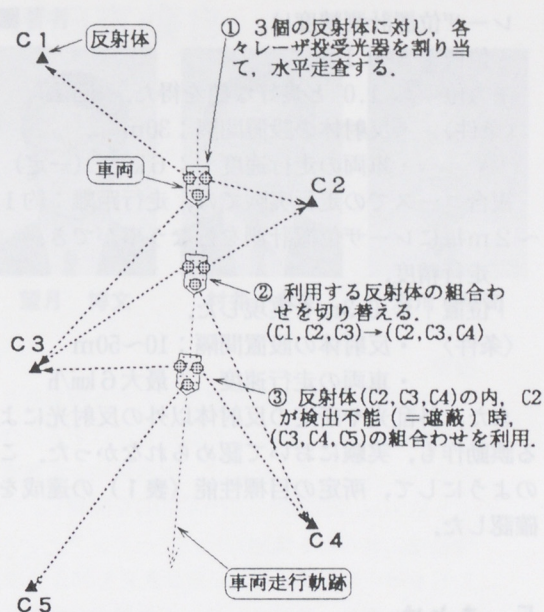 ① 3個の反射体に対し，各
々レーザ投受光器を割り当
て，水平走査する．
反射体
C1
車両
C2
② 利用する反射体の組合わ
せを切り替える．
(C1,C2,C3)→(C2,C3,C4)
C3
③ 反射体(C2,C3,C4)の内，C2
が検出不能(＝遮蔽)時，
(C3,C4,C5)の組合わせを利用．
C4
車両走行軌跡
C5